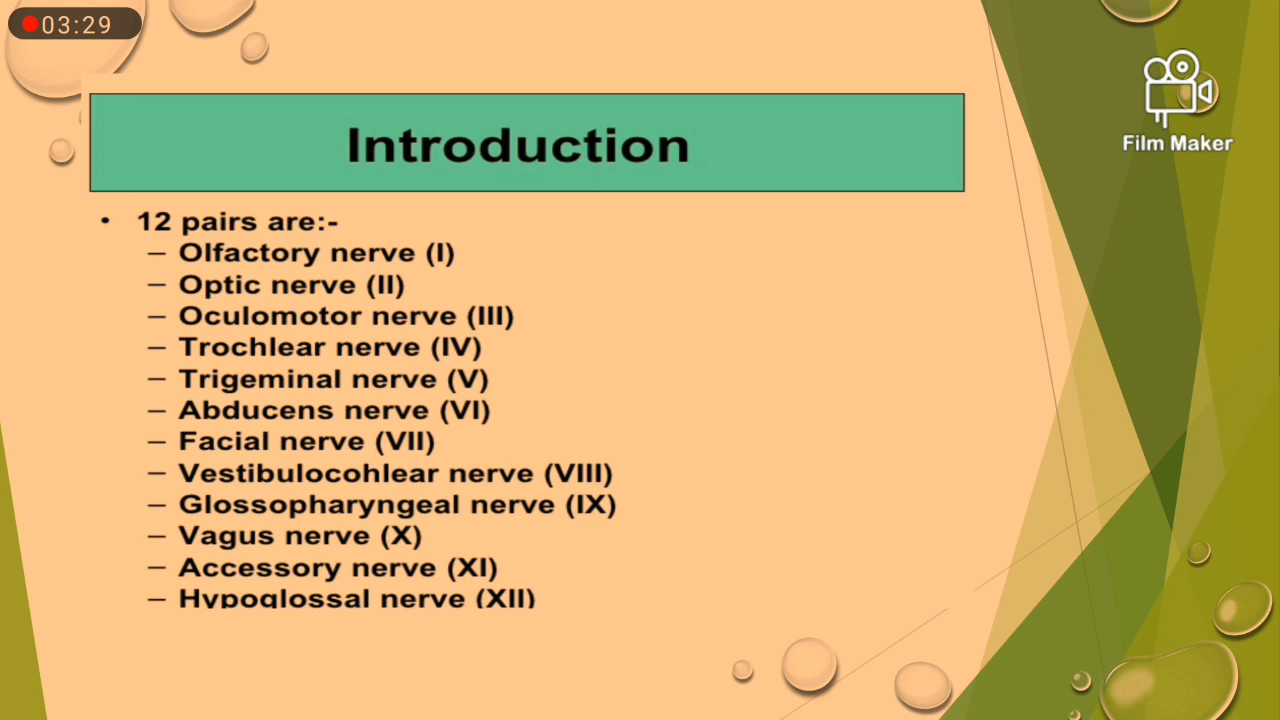 03:29
Film Maker
Introduction
• 12 pairs are:-
– Olfactory nerve (I)
– Optic nerve (II)
– Oculomotor nerve (III)
– Trochlear nerve (IV)
– Trigeminal nerve (V)
– Abducens nerve (VI)
– Facial nerve (VII)
– Vestibulocohlear nerve (VIII)
– Glossopharyngeal nerve (IX)
– Vagus nerve (X)
– Accessory nerve (XI)
– Hypoglossal nerve (XII)